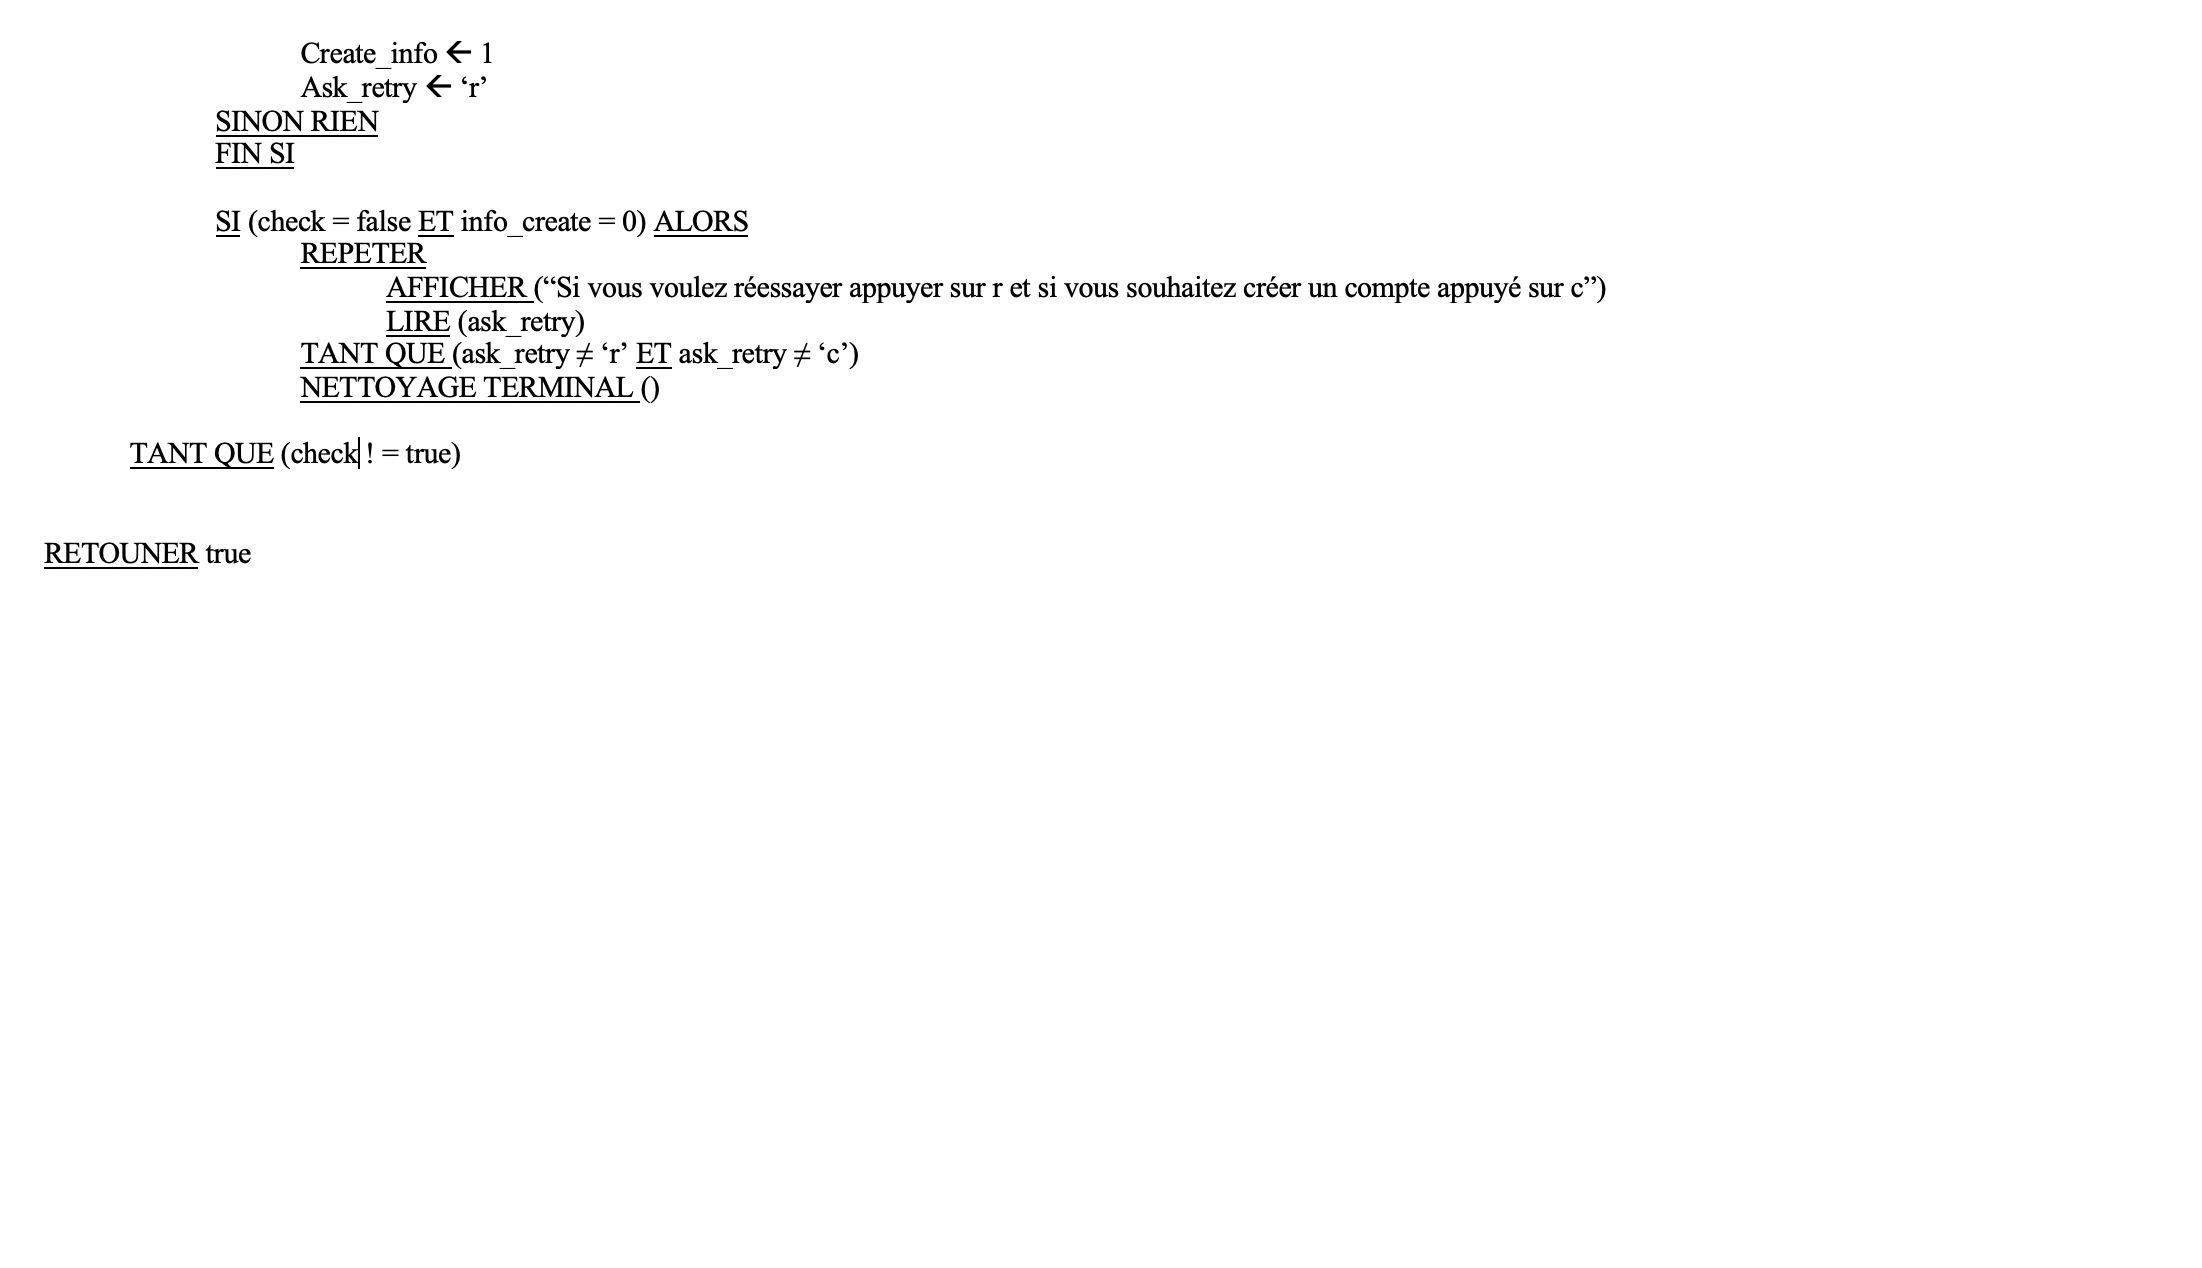 Create_info ← 1
Ask_retry ← ‘r’
SINON RIEN
FIN SI
SI (check = false ET info_create = 0) ALORS
REPETER
AFFICHER (“Si vous voulez réessayer appuyer sur r et si vous souhaitez créer un compte appuyé sur c”)
LIRE (ask_retry)
TANT QUE (ask_retry ≠ ‘r’ ET ask_retry ≠ ‘c’)
NETTOYAGE TERMINAL ()
TANT QUE (check ! = true)
RETOUNER true